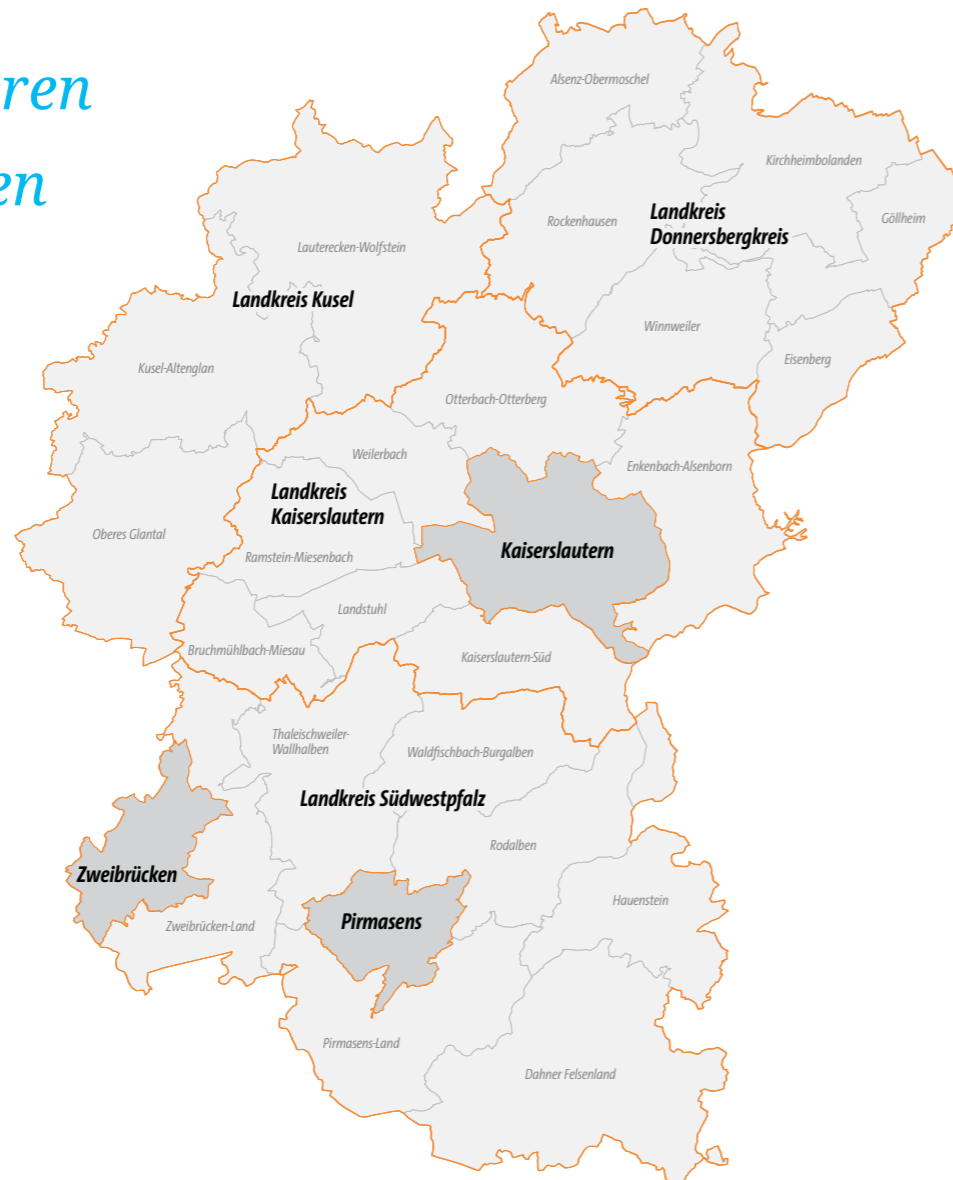 ren
en
Alsenz-Obermoschel
Kirchheimbolanden
Rockenhausen
Landkreis
Donnersbergkreis
Göllheim
Lauterecken-Wolfstein
Landkreis Kusel
Winnweiler
Eisenberg
Kusel-Altenglan
Otterbach-Otterberg
Weilerbach
Enkenbach-Alsenborn
Landkreis
Kaiserslautern
Oberes Glantal
Ramstein-Miesenbach
Kaiserslautern
Landstuhl
Bruchmühlbach-Miesau
Kaiserslautern-Süd
Thaleischweiler-
Wallhalben
Waldfischbach-Burgalben
Landkreis Südwestpfalz
Rodalben
Zweibrücken
Hauenstein
Zweibrücken-Land
Pirmasens
Pirmasens-Land
Dahner Felsenland